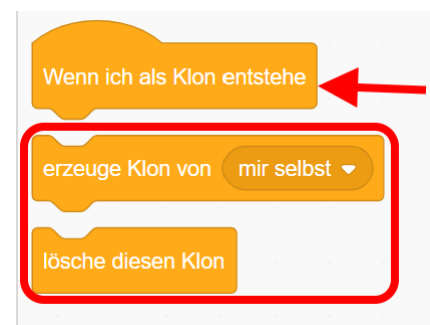 Wenn ich als Klon entstehe
erzeuge Klon von mir selbst
lösche diesen Klon